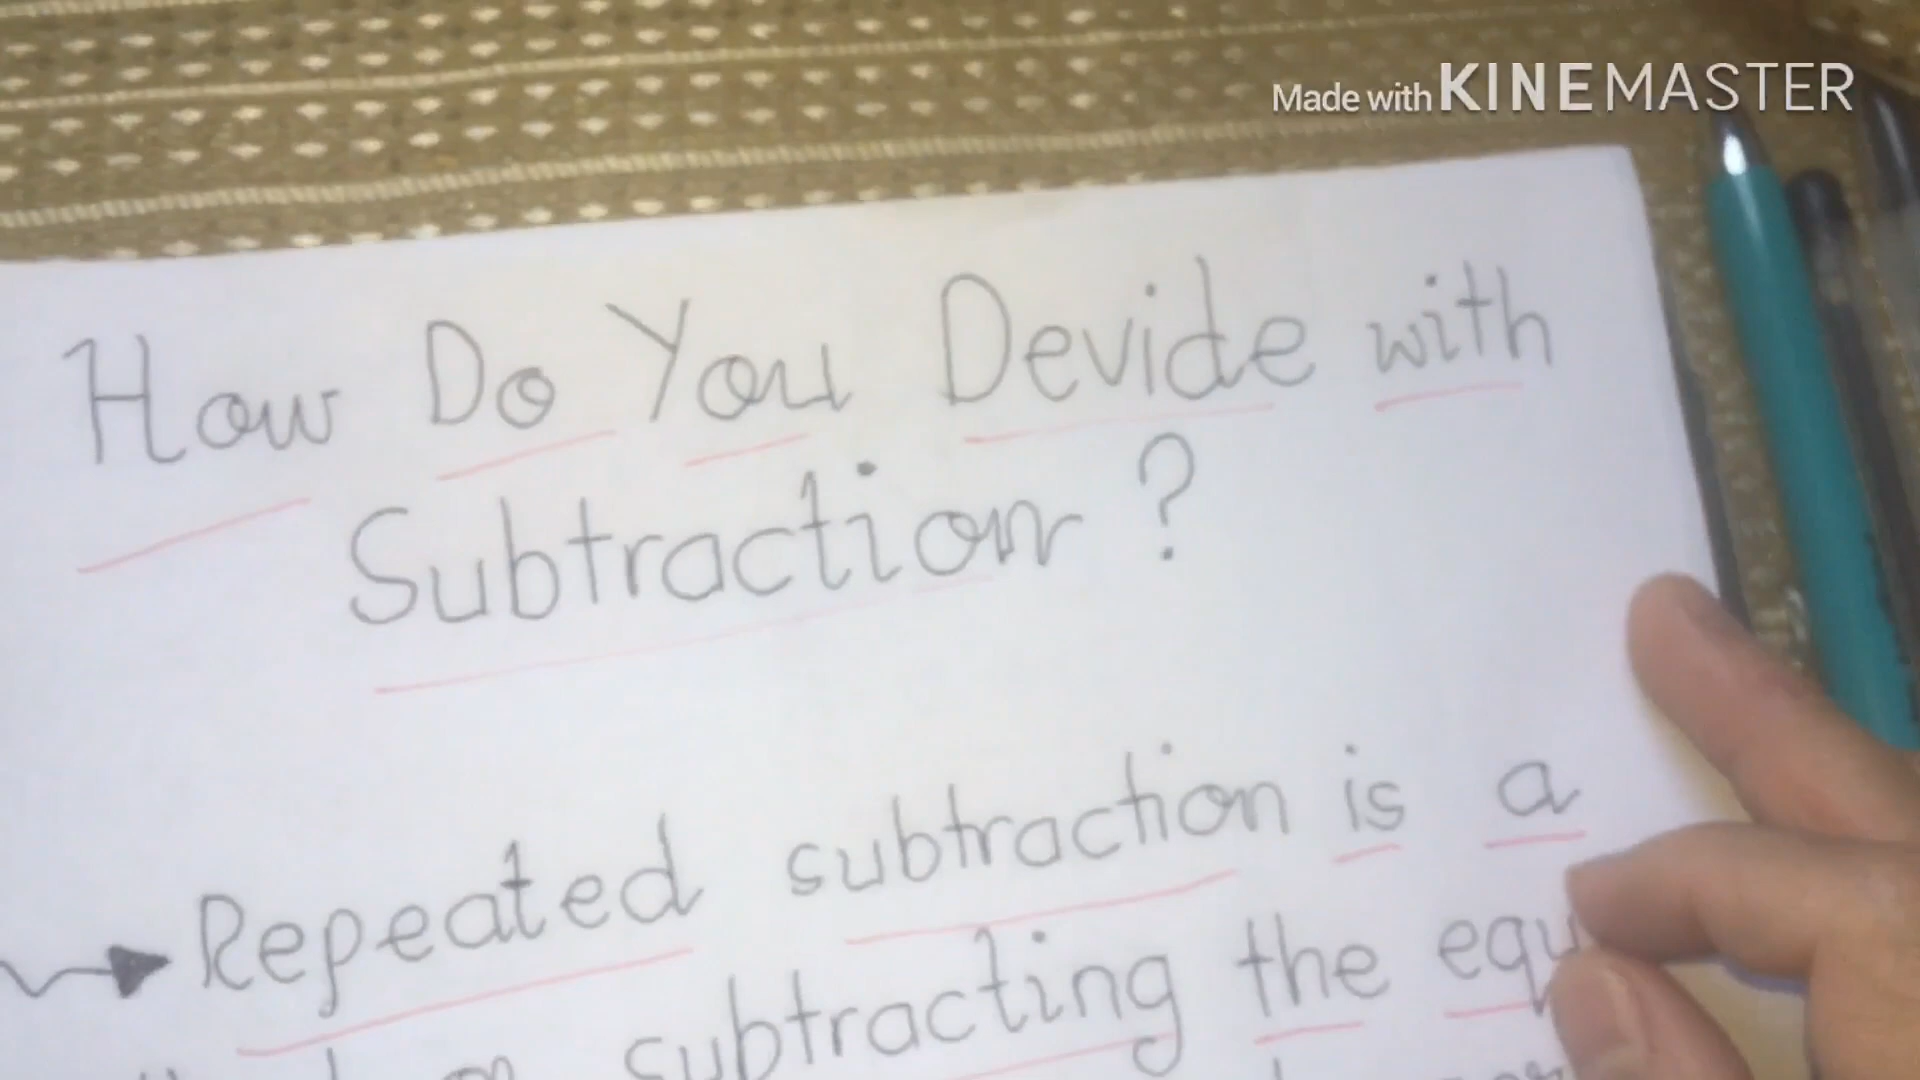 Made with KINEMASTER
How Do You Devide with
Subtraction ?
Repeated subtraction is a
subtracting the